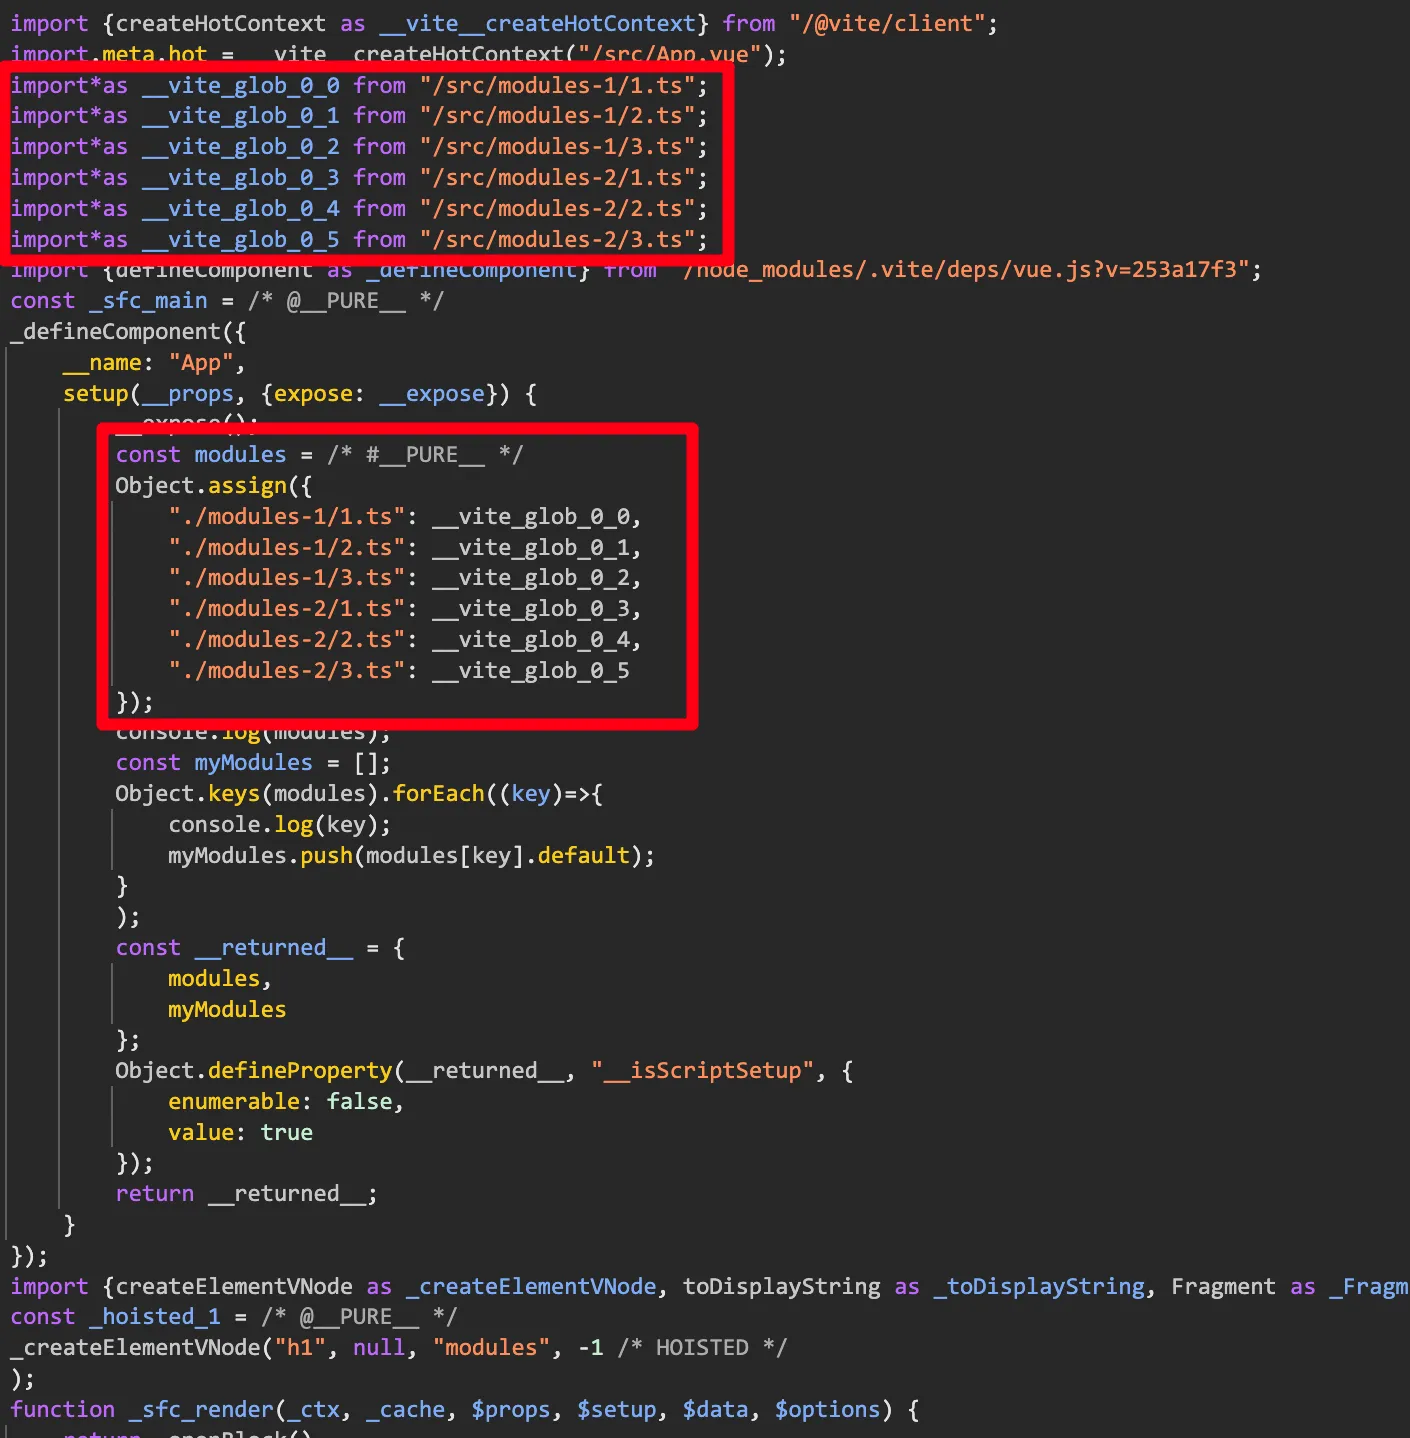 import {createHotContext as __vite__createHotContext} from "/@vite/client";
import.meta.hot = __vite__createHotContext("/src/App.vue");
import*as __vite_glob_0_0 from "/src/modules-1/1.ts";
import*as __vite_glob_0_1 from "/src/modules-1/2.ts";
import*as __vite_glob_0_2 from "/src/modules-1/3.ts";
import*as __vite_glob_0_3 from "/src/modules-2/1.ts";
import*as __vite_glob_0_4 from "/src/modules-2/2.ts";
import*as __vite_glob_0_5 from "/src/modules-2/3.ts";
import {defineComponent as _defineComponent} from "/node_modules/.vite/deps/vue.js?v=253a17f3";
const _sfc_main = /* @__PURE__ */
_defineComponent({
    __name: "App",
    setup(__props, {expose: __expose}) {
        __expose();
        const modules = /* #__PURE__ */
        Object.assign({
            "./modules-1/1.ts": __vite_glob_0_0,
            "./modules-1/2.ts": __vite_glob_0_1,
            "./modules-1/3.ts": __vite_glob_0_2,
            "./modules-2/1.ts": __vite_glob_0_3,
            "./modules-2/2.ts": __vite_glob_0_4,
            "./modules-2/3.ts": __vite_glob_0_5
        });
        console.log(modules);
        const myModules = [];
        Object.keys(modules).forEach((key)=>{
            console.log(key);
            myModules.push(modules[key].default);
        }
        );
        const __returned__ = {
            modules,
            myModules
        };
        Object.defineProperty(__returned__, "__isScriptSetup", {
            enumerable: false,
            value: true
        });
        return __returned__;
    }
});
import {createElementVNode as _createElementVNode, toDisplayString as _toDisplayString, Fragment as _Fragm
const _hoisted_1 = /* @__PURE__ */
_createElementVNode("h1", null, "modules", -1 /* HOISTED */
);
function _sfc_render(_ctx, _cache, $props, $setup, $data, $options) {
    return _openBlock()